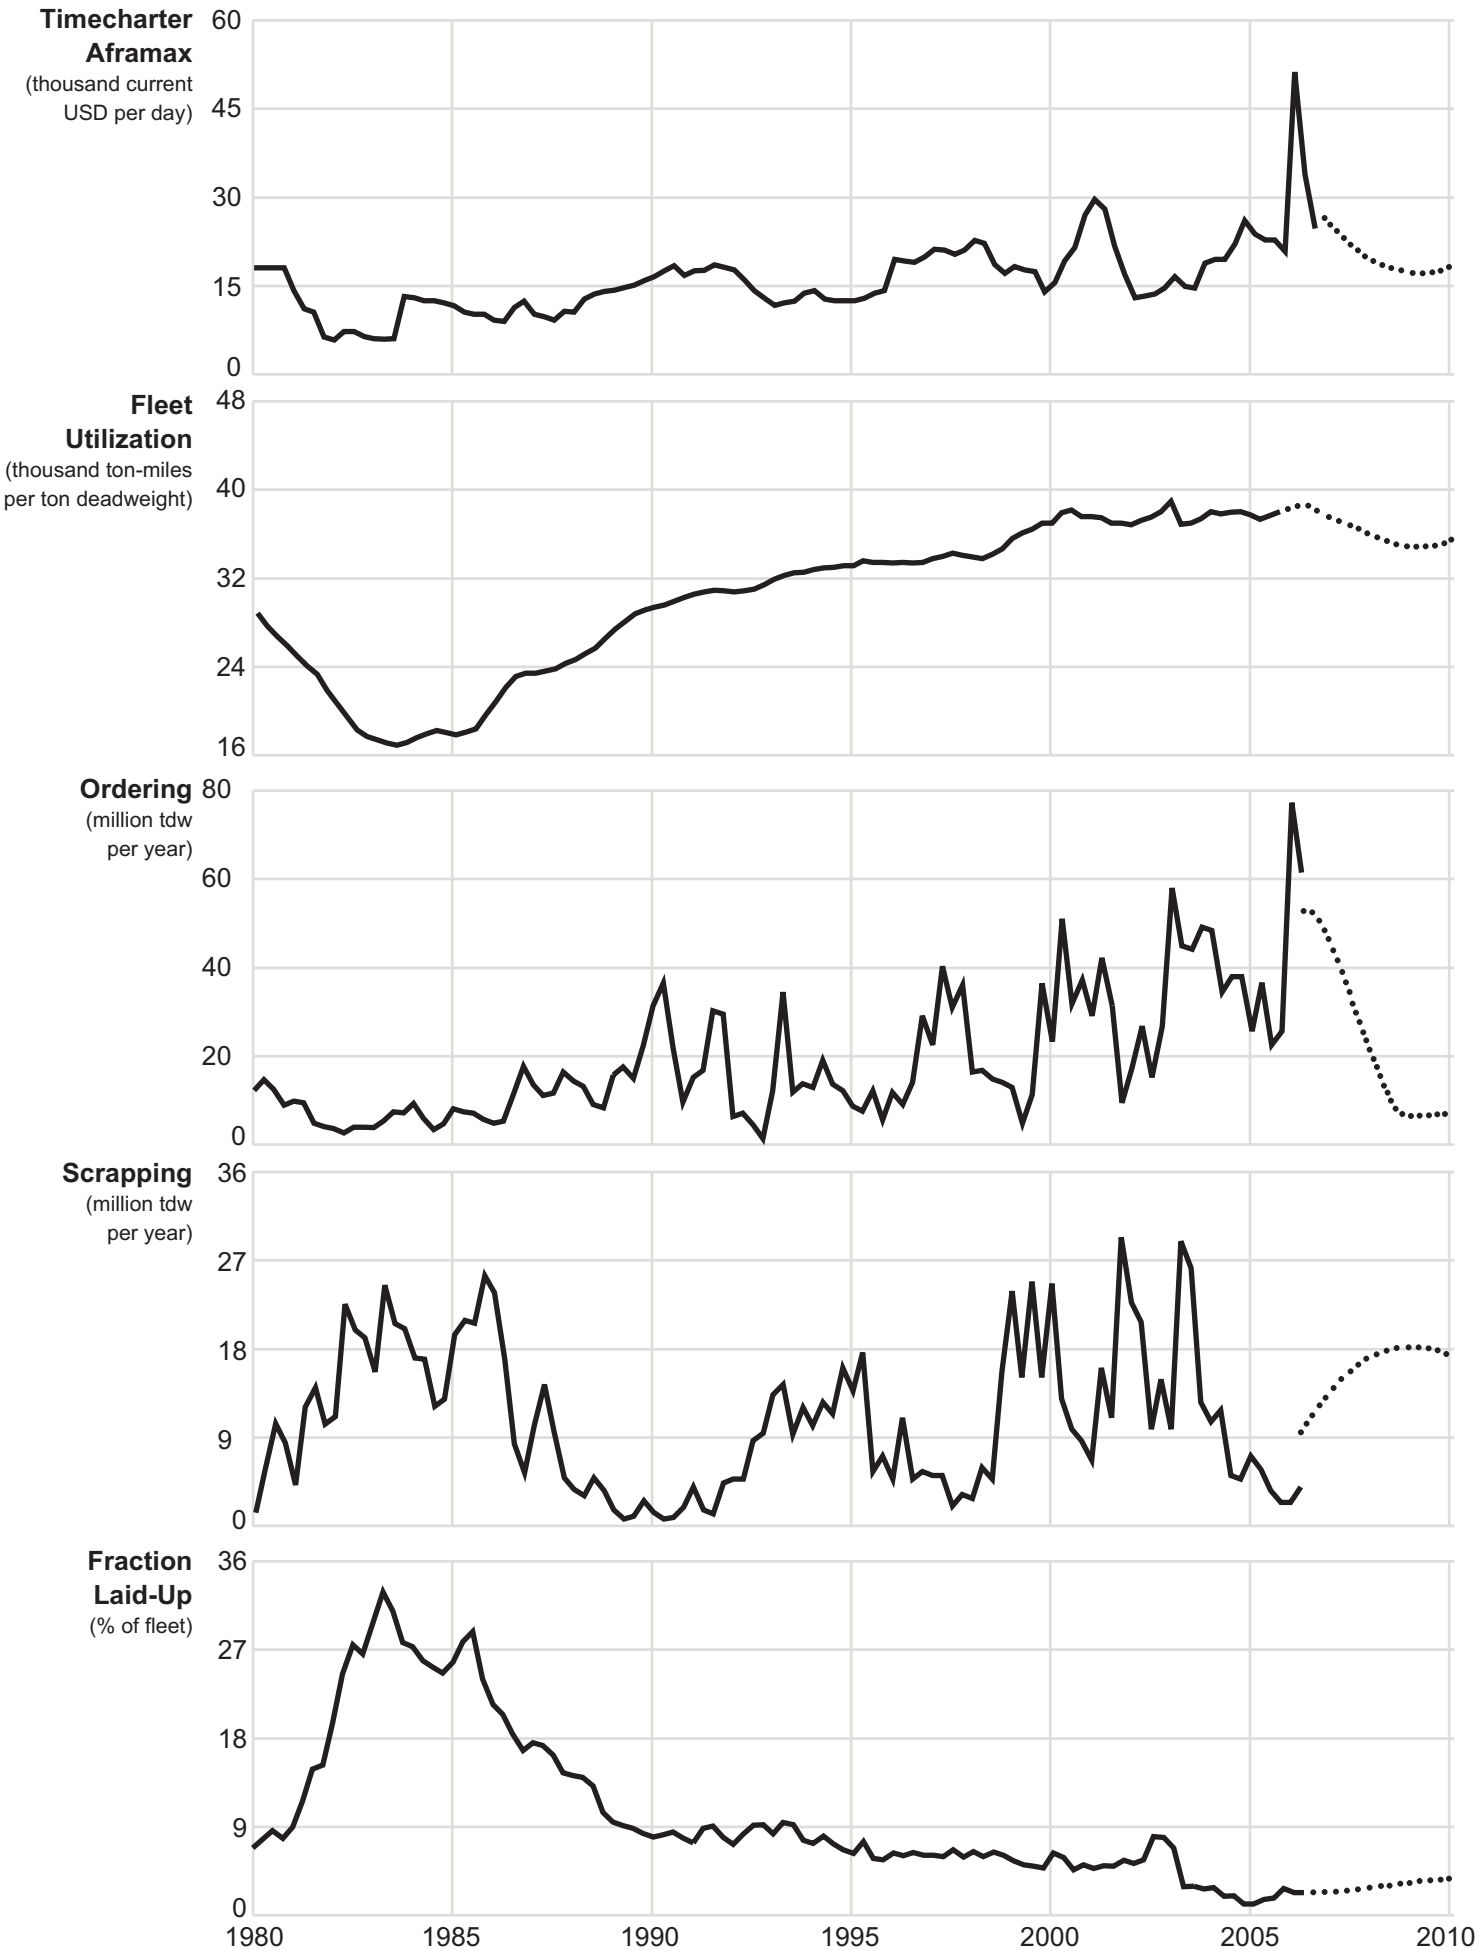 Timecharter
Aframax
(thousand current
USD per day)
60
45
30
15
0
Fleet
Utilization
(thousand ton-miles
per ton deadweight)
48
40
32
24
16
Ordering
(million tdw
per year)
80
60
40
20
0
Scrapping
(million tdw
per year)
36
27
18
9
0
Fraction
Laid-Up
(% of fleet)
36
27
18
9
0
1980 1985 1990 1995 2000 2005 2010